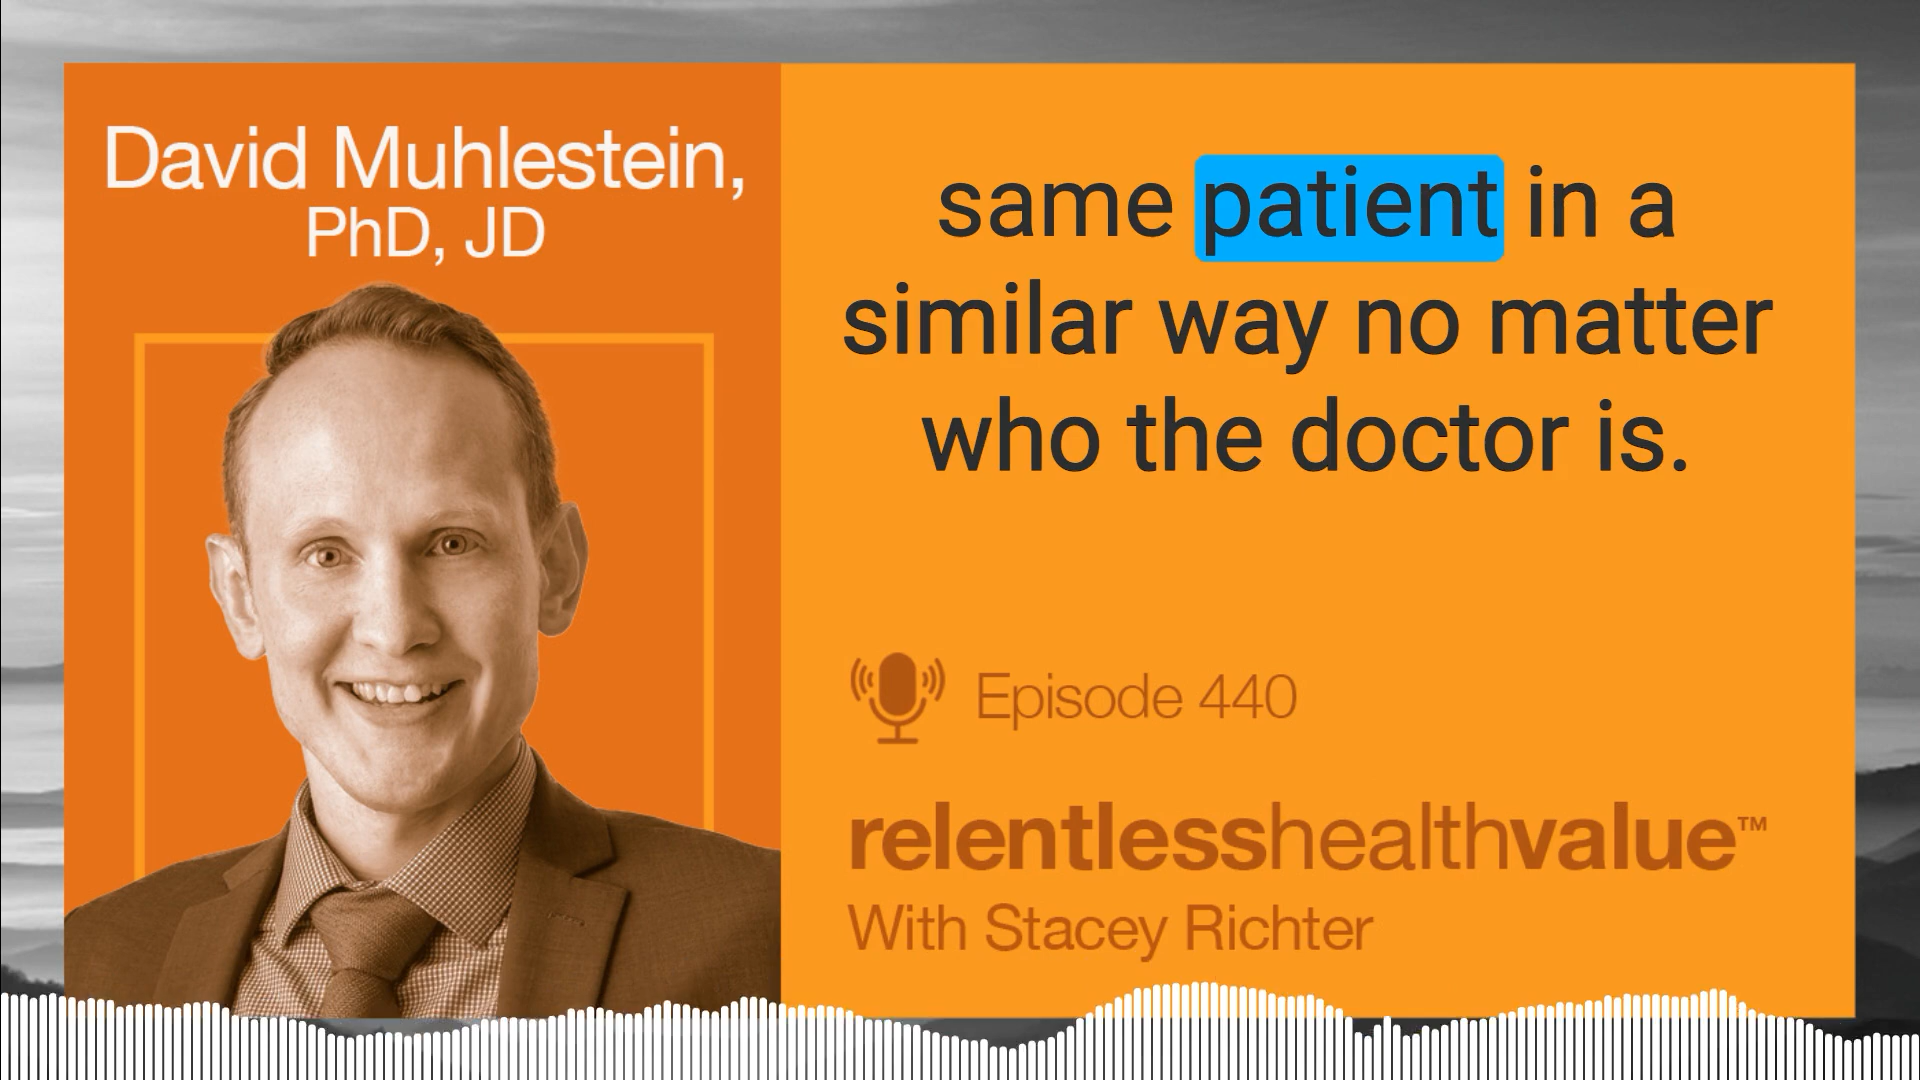 David Muhlestein,
PhD, JD
same patient in a
similar way no matter
who the doctor is.
Episode 440
relentlesshealthvalue™
With Stacey Richter